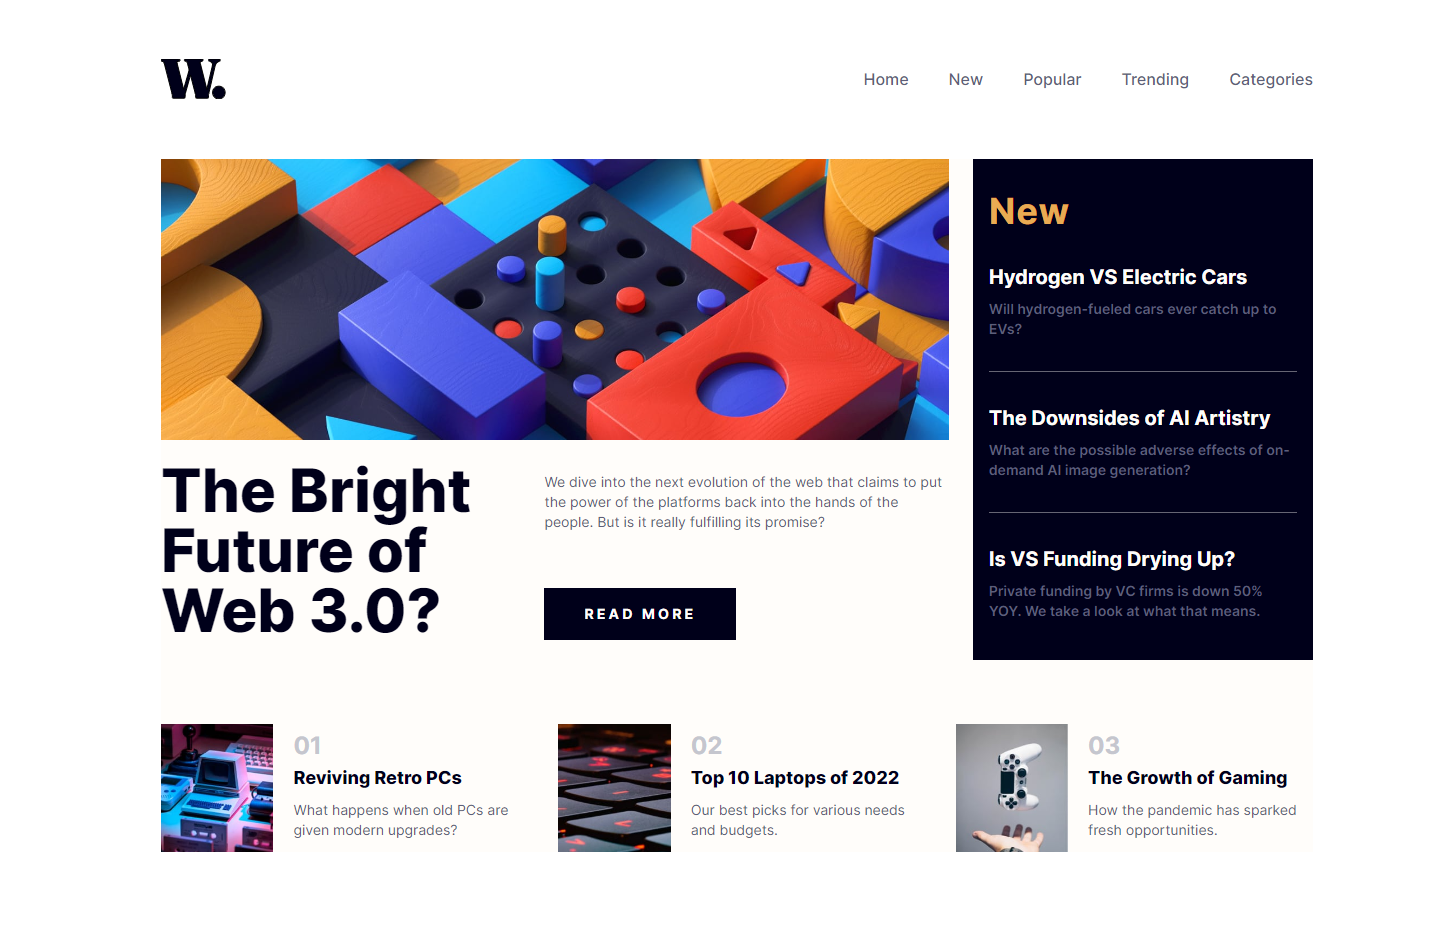 W.
Home New Popular Trending Categories
The Bright
Future of
Web 3.0?
We dive into the next evolution of the web that claims to put
the power of the platforms back into the hands of the
people. But is it really fulfilling its promise?
READ MORE
New
Hydrogen VS Electric Cars
Will hydrogen-fueled cars ever catch up to
EVs?
The Downsides of AI Artistry
What are the possible adverse effects of on-
demand AI image generation?
Is VS Funding Drying Up?
Private funding by VC firms is down 50%
YOY. We take a look at what that means.
01
Reviving Retro PCs
What happens when old PCs are
given modern upgrades?
02
Top 10 Laptops of 2022
Our best picks for various needs
and budgets.
03
The Growth of Gaming
How the pandemic has sparked
fresh opportunities.